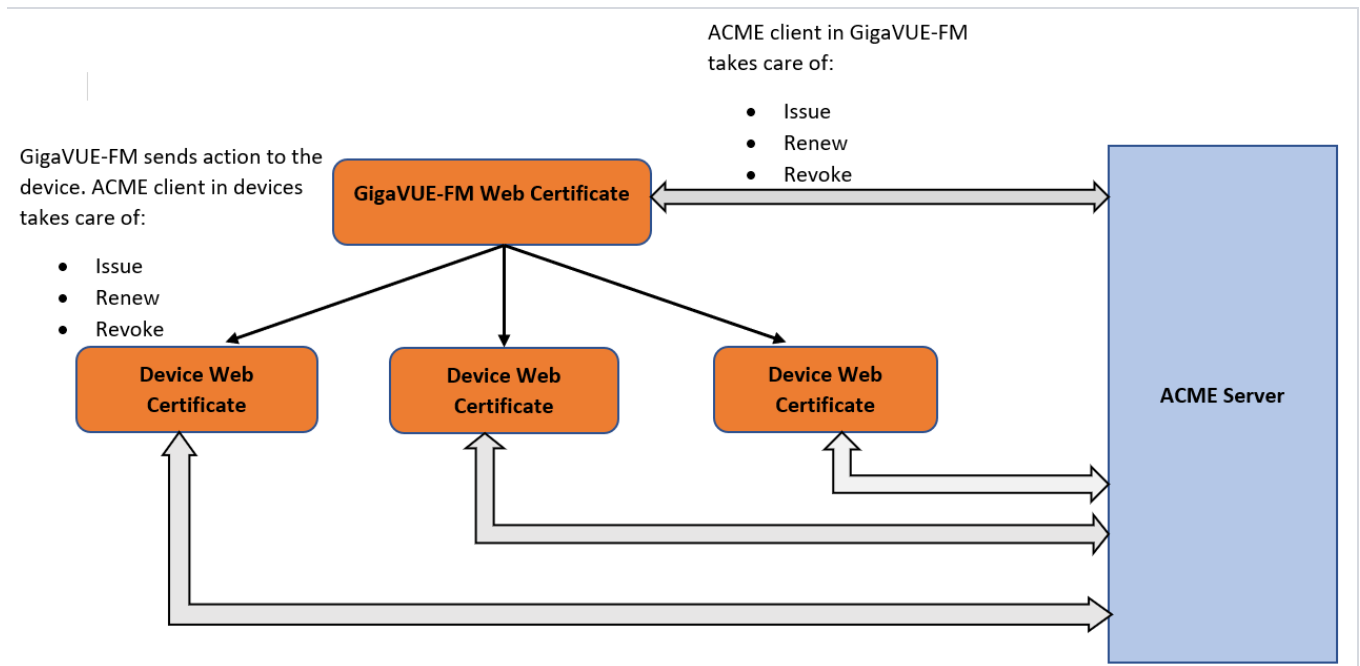 ACME client in GigaVUE-FM
takes care of:
• Issue
• Renew
• Revoke
GigaVUE-FM sends action to the
device. ACME client in devices
takes care of:
• Issue
• Renew
• Revoke
GigaVUE-FM Web Certificate
Device Web
Certificate
Device Web
Certificate
Device Web
Certificate
ACME Server